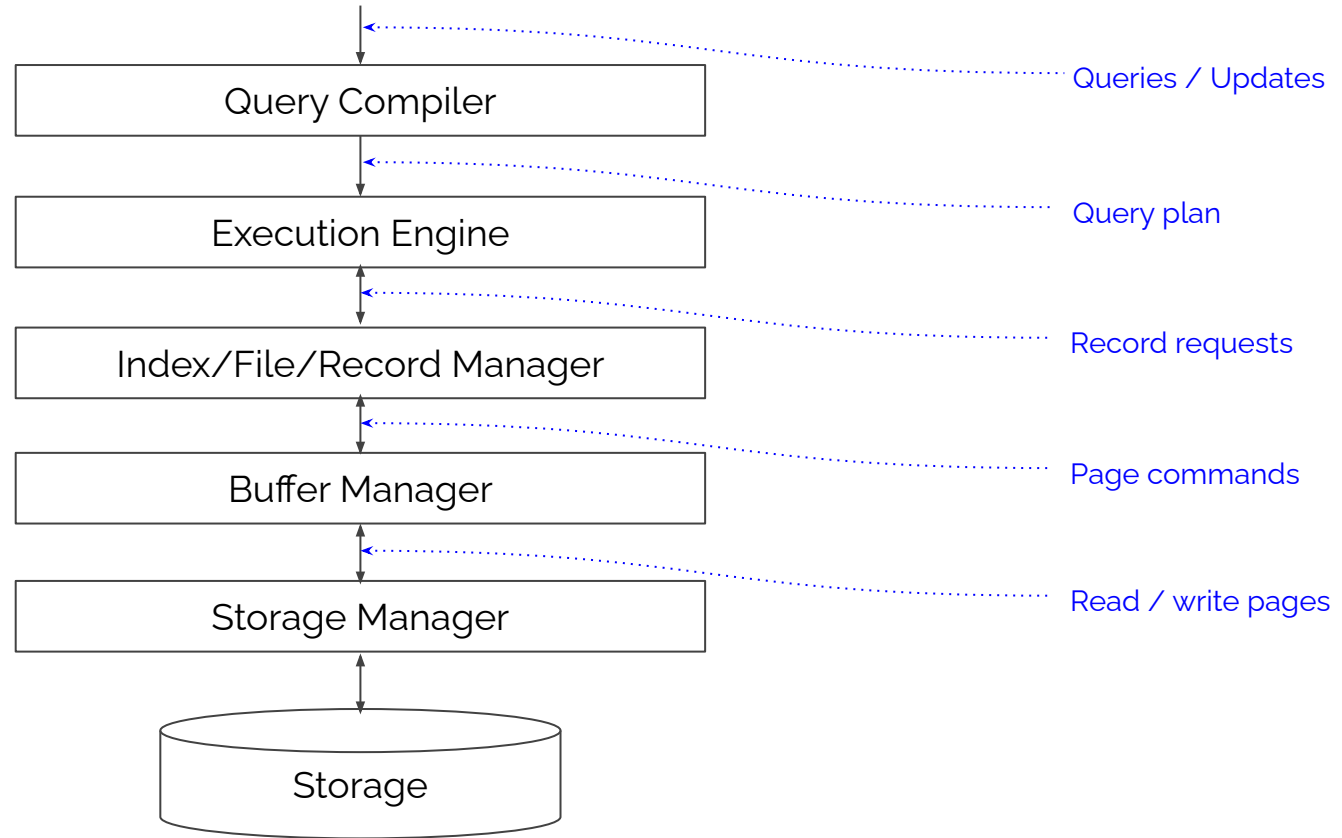 Queries / Updates
Query Compiler
Query plan
Execution Engine
Record requests
Index/File/Record Manager
Page commands
Buffer Manager
Read / write pages
Storage Manager
Storage